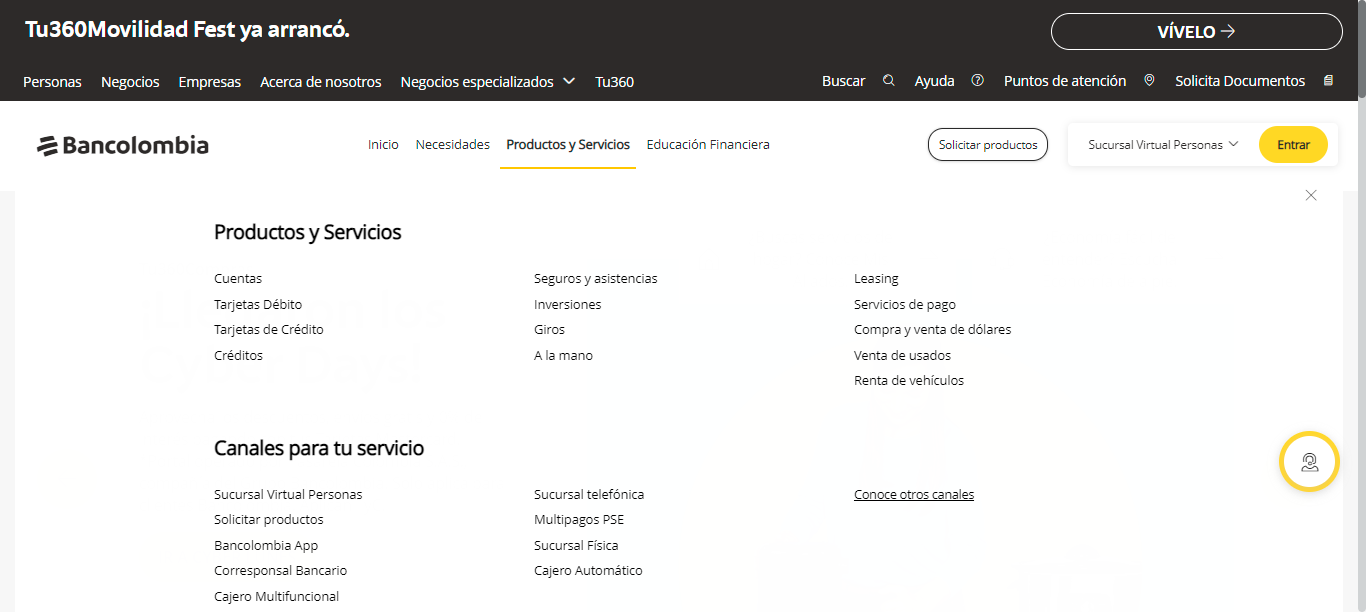 Tu360Movilidad Fest ya arrancó.
VÍVELO
Personas Negocios Empresas Acerca de nosotros Negocios especializados Tu360
Buscar Ayuda Puntos de atención Solicita Documentos
Bancolombia
Inicio Necesidades Productos y Servicios Educación Financiera
Solicitar productos
Sucursal Virtual Personas
Entrar
Productos y Servicios
Cuentas
Tarjetas Débito
Tarjetas de Crédito
Créditos
Seguros y asistencias
Inversiones
Giros
A la mano
Leasing
Servicios de pago
Compra y venta de dólares
Venta de usados
Renta de vehículos
Canales para tu servicio
Sucursal Virtual Personas
Solicitar productos
Bancolombia App
Corresponsal Bancario
Cajero Multifuncional
Sucursal telefónica
Multipagos PSE
Sucursal Física
Cajero Automático
Conoce otros canales